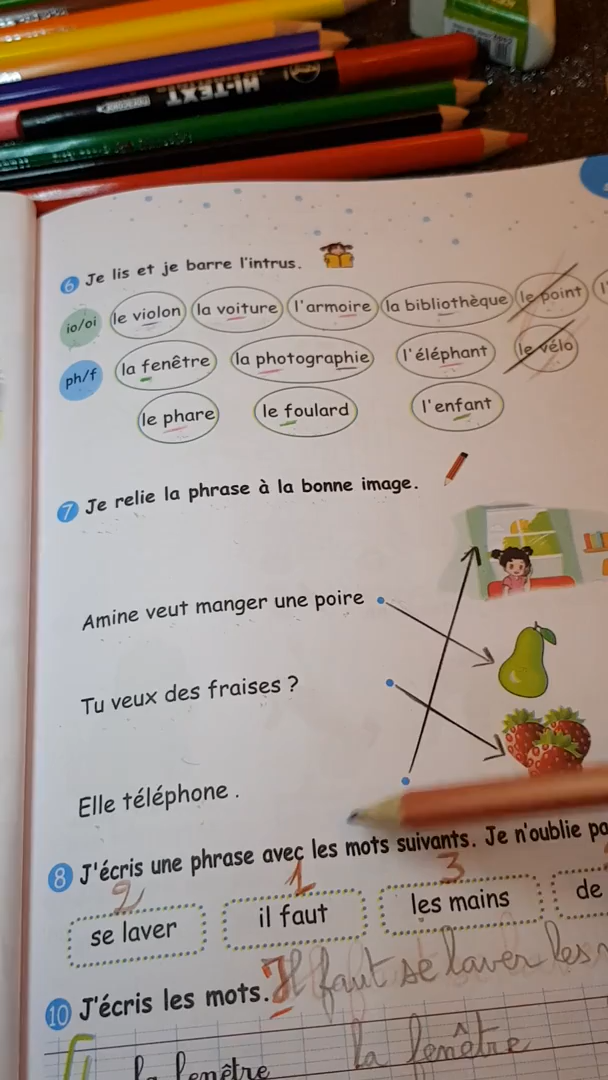 HI-TEXT
6 Je lis et je barre l'intrus.
io/oi le violon la voiture l'armoire la bibliothèque le point
ph/f la fenêtre la photographie l'éléphant le vélo
le phare le foulard l'enfant
7 Je relie la phrase à la bonne image.
Amine veut manger une poire
Tu veux des fraises ?
Elle téléphone .
8 J'écris une phrase avec les mots suivants. Je n'oublie
2 1 3
se laver il faut les mains de
Il faut se laver les
10 J'écris les mots.
la fenêtre la fenêtre